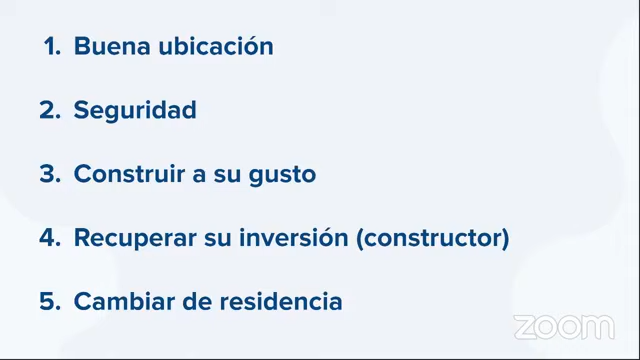 1. Buena ubicación
2. Seguridad
3. Construir a su gusto
4. Recuperar su inversión (constructor)
5. Cambiar de residencia
zoom